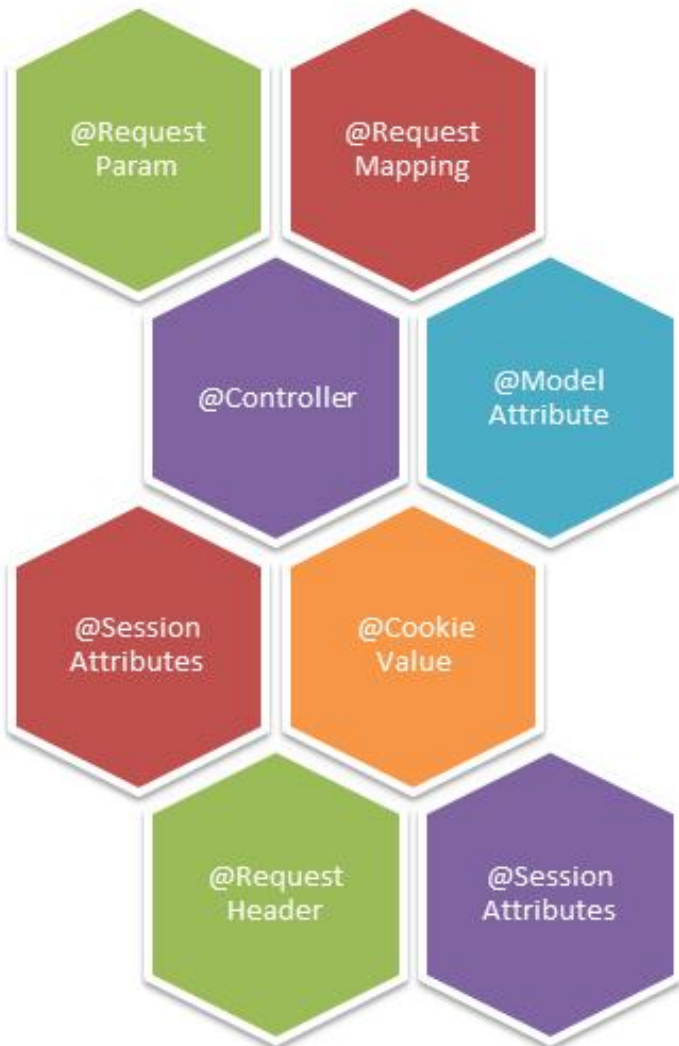 @Request
Param
@Request
Mapping
@Controller
@Model
Attribute
@Session
Attributes
@Cookie
Value
@Request
Header
@Session
Attributes